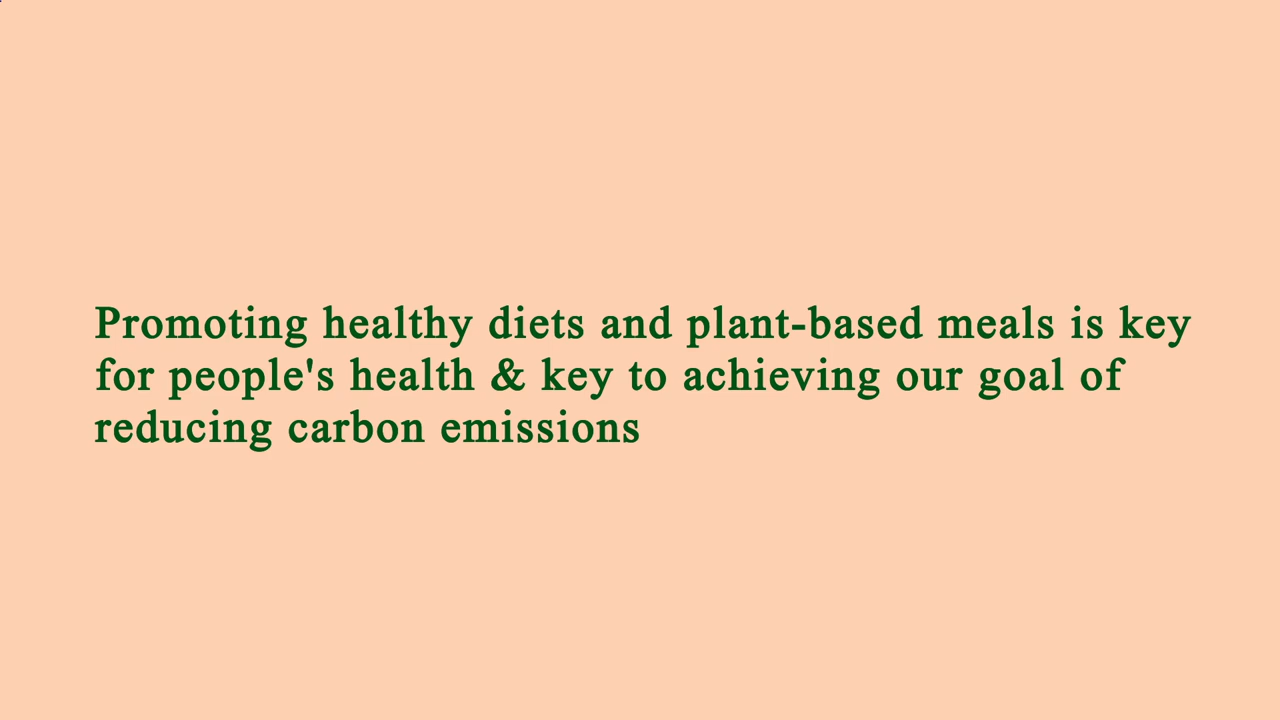 Promoting healthy diets and plant-based meals is key
for people's health & key to achieving our goal of
reducing carbon emissions